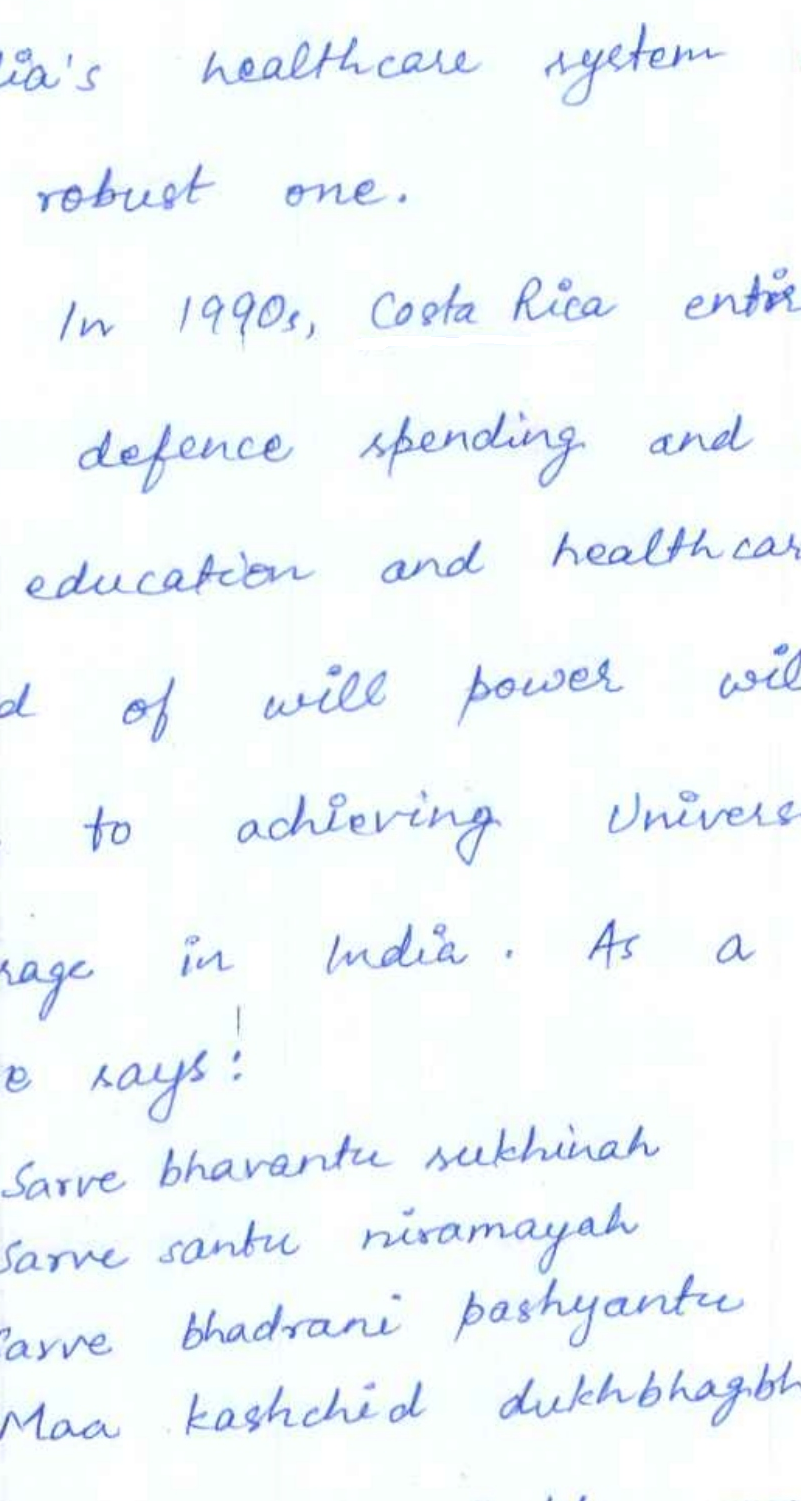 ia's healthcare system
robust one.
In 1990s, Costa Rica enti
defence spending and
education and healthcar
d of will power wil
to achieving Univers
rage in India. As a
e says:
Sarve bhavantu sukhinah
Sarve santu niramayah
Sarve bhadrani pashyantu
Maa kashchid dukhbhagbh